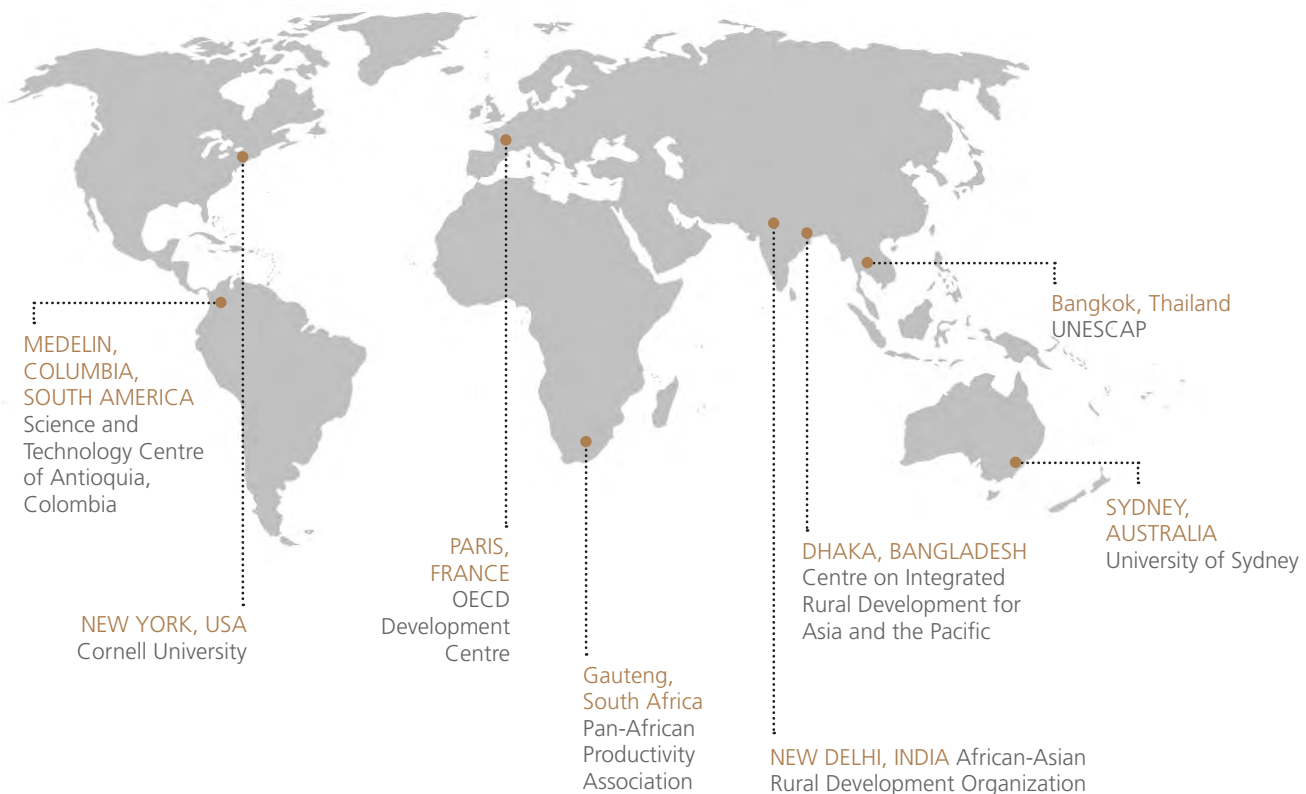 Bangkok, Thailand
UNESCAP
MEDELIN,
COLUMBIA,
SOUTH AMERICA
Science and
Technology Centre
of Antioquia,
Colombia
SYDNEY,
AUSTRALIA
University of Sydney
PARIS,
FRANCE
OECD
Development
Centre
DHAKA, BANGLADESH
Centre on Integrated
Rural Development for
Asia and the Pacific
NEW YORK, USA
Cornell University
Gauteng,
South Africa
Pan-African
Productivity
Association
NEW DELHI, INDIA African-Asian
Rural Development Organization